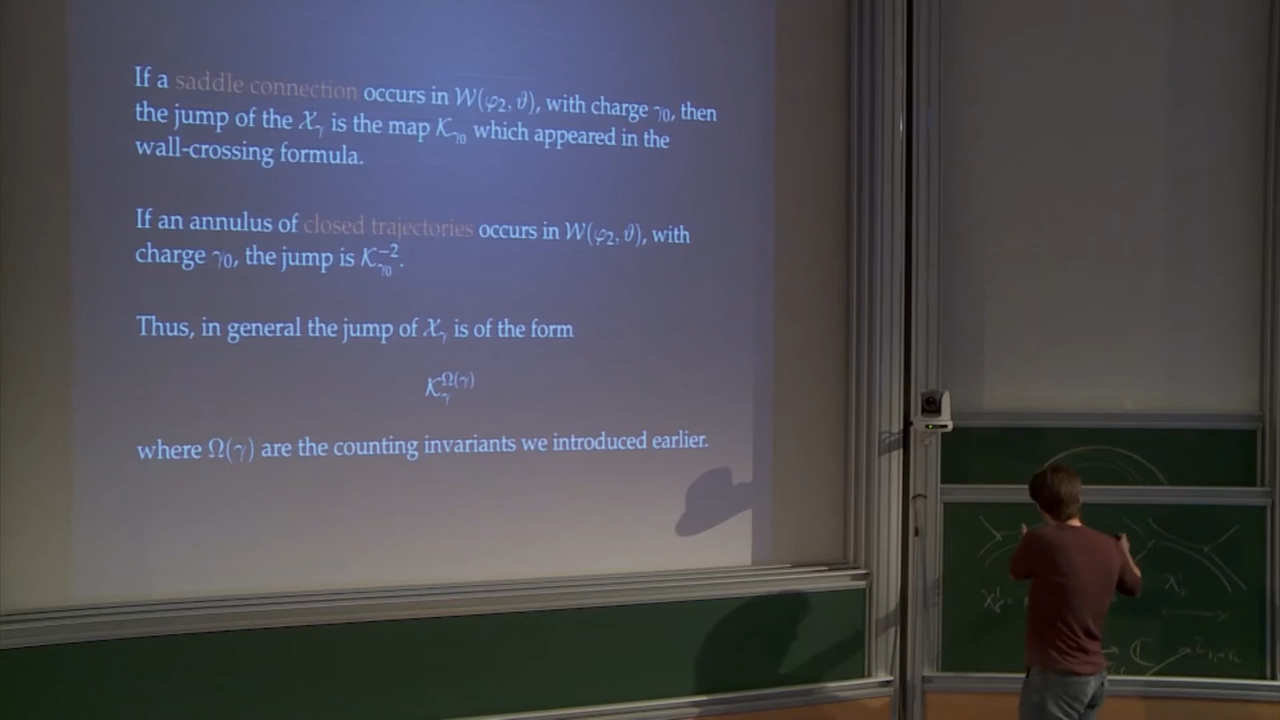 If a saddle connection occurs in 𝒲(φ₂, ϑ), with charge γ₀, then
the jump of the 𝒳_γ is the map 𝒦_γ₀ which appeared in the
wall-crossing formula.
If an annulus of closed trajectories occurs in 𝒲(φ₂, ϑ), with
charge γ₀, the jump is 𝒦_γ₀^−2.
Thus, in general the jump of 𝒳_γ is of the form
𝒦_γ^Ω(γ)
where Ω(γ) are the counting invariants we introduced earlier.